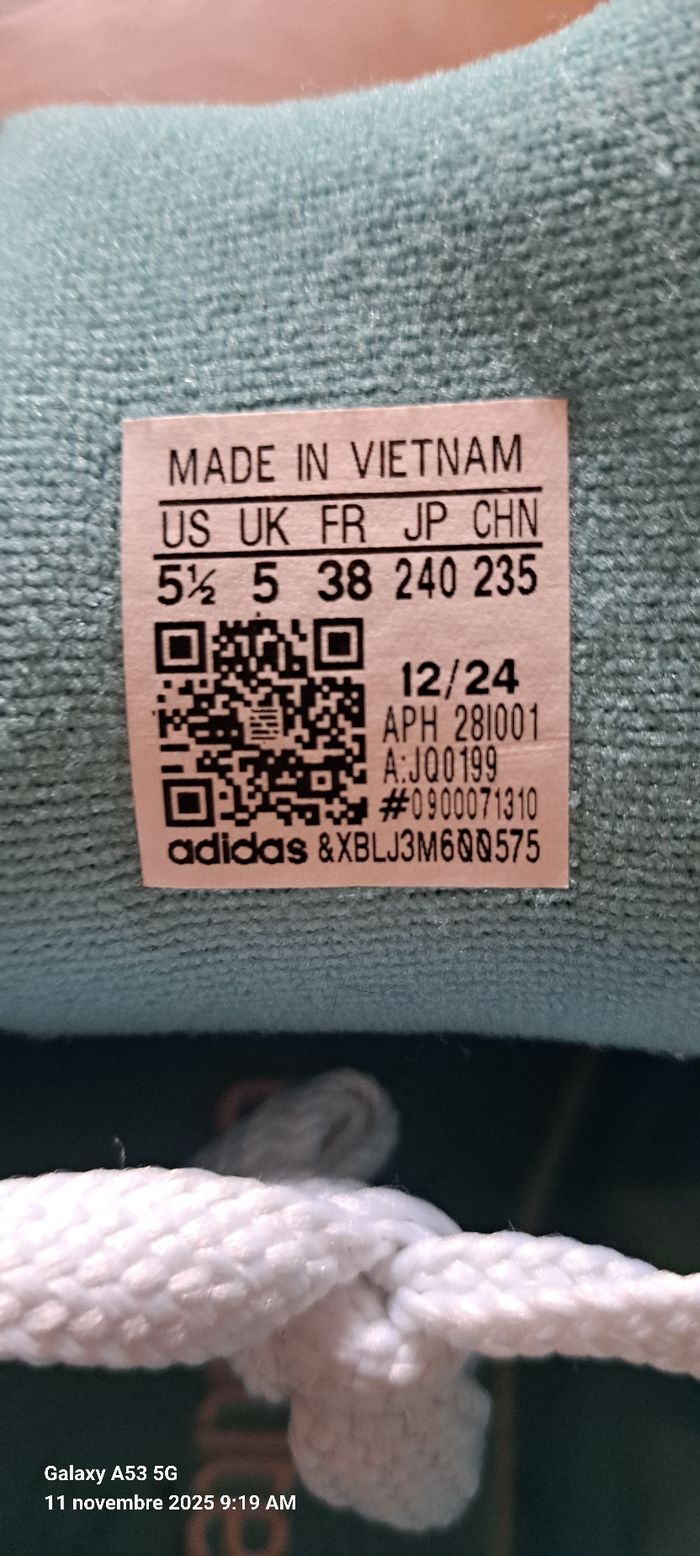 MADE IN VIETNAM
US UK FR JP CHN
5½ 5 38 240 235
12/24
APH 28I001
A:JQ0199
#0900071310
adidas &XBLJ3M600575
Galaxy A53 5G
11 novembre 2025 9:19 AM